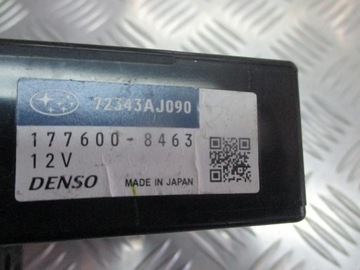 72343AJ090
177600-8463
12V
DENSO MADE IN JAPAN